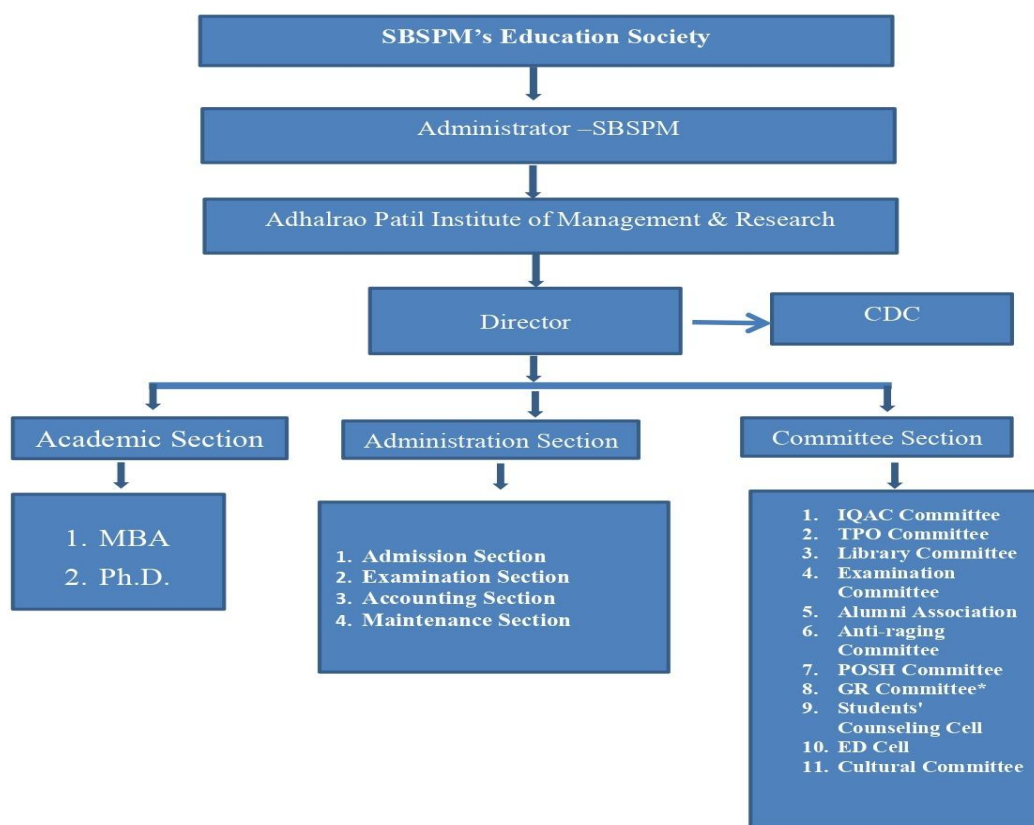 SBSPM’s Education Society
Administrator –SBSPM
Adhalrao Patil Institute of Management & Research
Director
CDC
Academic Section
Administration Section
Committee Section
1. MBA
2. Ph.D.
1. Admission Section
2. Examination Section
3. Accounting Section
4. Maintenance Section
1. IQAC Committee
2. TPO Committee
3. Library Committee
4. Examination
Committee
5. Alumni Association
6. Anti-raging
Committee
7. POSH Committee
8. GR Committee*
9. Students'
Counseling Cell
10. ED Cell
11. Cultural Committee